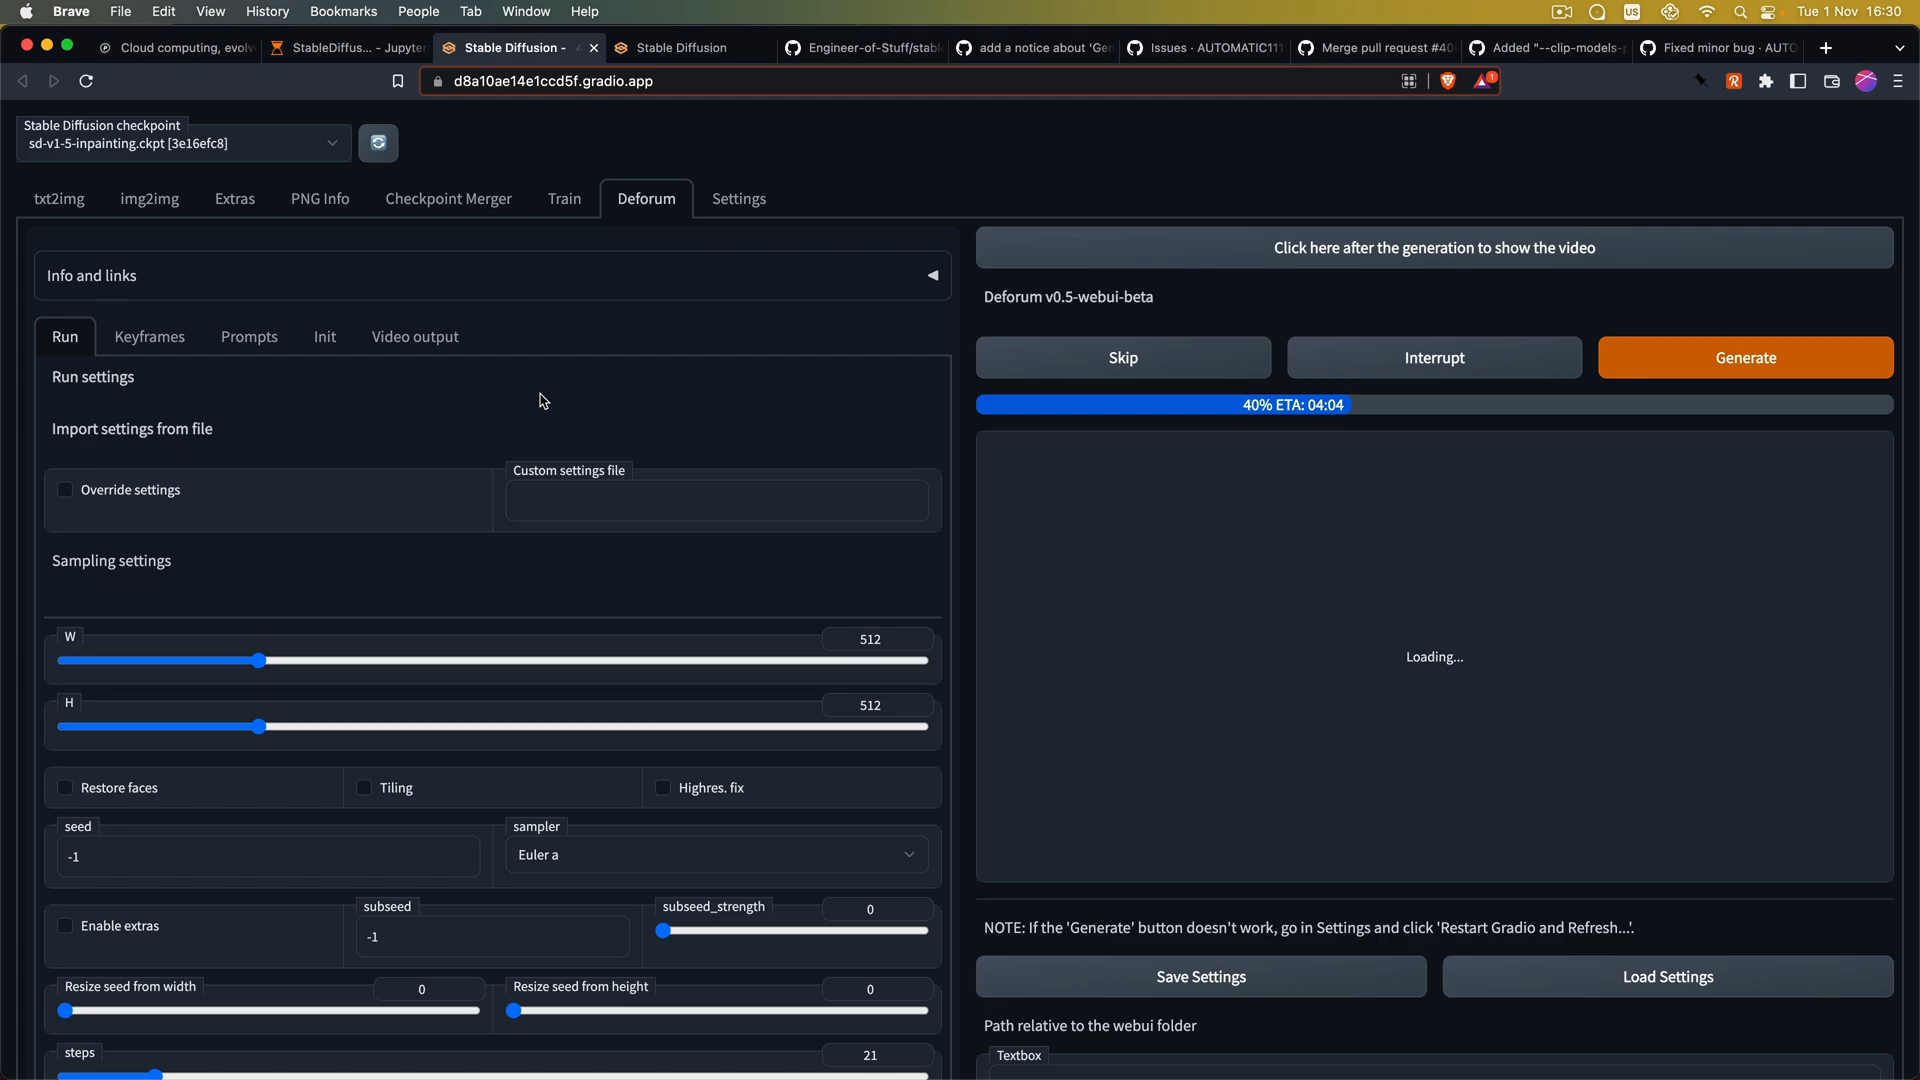 Brave File Edit View History Bookmarks People Tab Window Help US Tue 1 Nov 16:30
Cloud computing, evolv StableDiffus... - Jupyter Stable Diffusion - Stable Diffusion Engineer-of-Stuff/stabl add a notice about 'Ger Issues · AUTOMATIC111 Merge pull request #40 Added "--clip-models-p Fixed minor bug · AUTO
d8a10ae14e1ccd5f.gradio.app 1
Stable Diffusion checkpoint
sd-v1-5-inpainting.ckpt [3e16efc8]
txt2img img2img Extras PNG Info Checkpoint Merger Train Deforum Settings
Info and links
Run Keyframes Prompts Init Video output
Run settings
Import settings from file
Override settings
Custom settings file
Sampling settings
W
512
H
512
Restore faces Tiling Highres. fix
seed
-1
sampler
Euler a
Enable extras
subseed
-1
subseed_strength
0
Resize seed from width
0
Resize seed from height
0
steps
21
Click here after the generation to show the video
Deforum v0.5-webui-beta
Skip Interrupt Generate
40% ETA: 04:04
Loading...
NOTE: If the 'Generate' button doesn't work, go in Settings and click 'Restart Gradio and Refresh...'.
Save Settings Load Settings
Path relative to the webui folder
Textbox